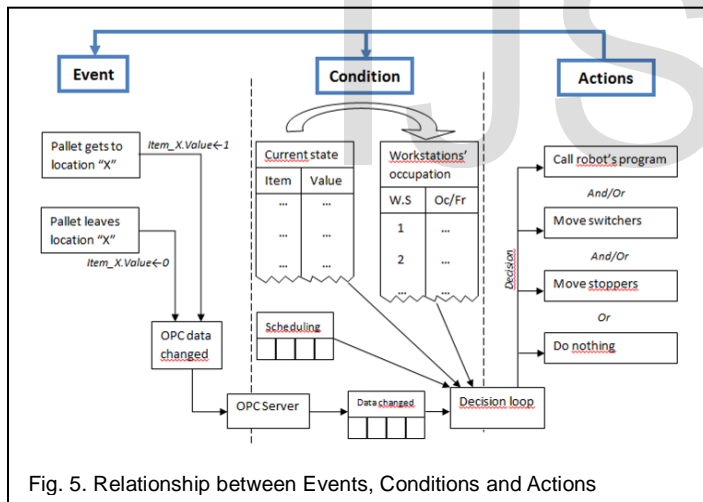 IJS
Event
Condition
Actions
Pallet gets to
location "X"
Item_X.Value←1
Pallet leaves
location "X"
Item_X.Value←0
OPC data
changed
OPC Server
Current state
Item Value
... ...
... ...
... ...
Workstations'
occupation
W.S Oc/Fr
1 ...
2 ...
... ...
Scheduling
Data changed
Decision loop
Decision
Call robot's program
And/Or
Move switchers
And/Or
Move stoppers
Or
Do nothing
Fig. 5. Relationship between Events, Conditions and Actions